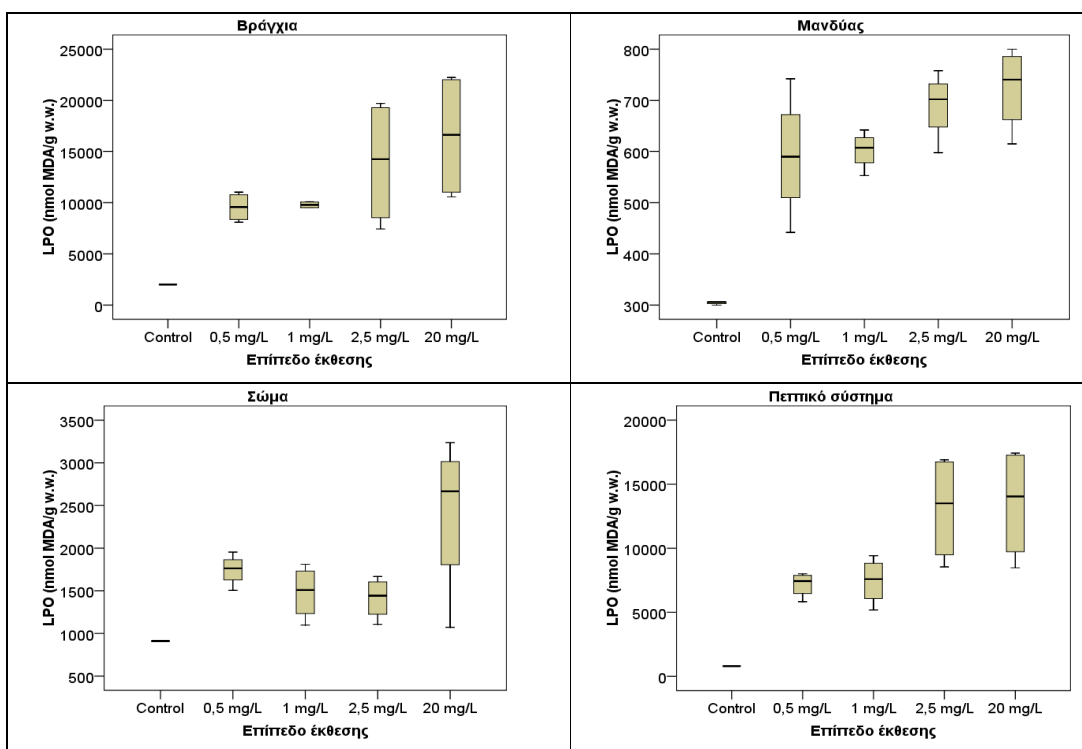 Βράγχια
LPO (nmol MDA/g w.w.)
25000
20000
15000
10000
5000
0
Control 0,5 mg/L 1 mg/L 2,5 mg/L 20 mg/L
Επίπεδο έκθεσης
Μανδύας
LPO (nmol MDA/g w.w.)
800
700
600
500
400
300
Control 0,5 mg/L 1 mg/L 2,5 mg/L 20 mg/L
Επίπεδο έκθεσης
Σώμα
LPO (nmol MDA/g w.w.)
3500
3000
2500
2000
1500
1000
500
Control 0,5 mg/L 1 mg/L 2,5 mg/L 20 mg/L
Επίπεδο έκθεσης
Πεπτικό σύστημα
LPO (nmol MDA/g w.w.)
20000
15000
10000
5000
0
Control 0,5 mg/L 1 mg/L 2,5 mg/L 20 mg/L
Επίπεδο έκθεσης